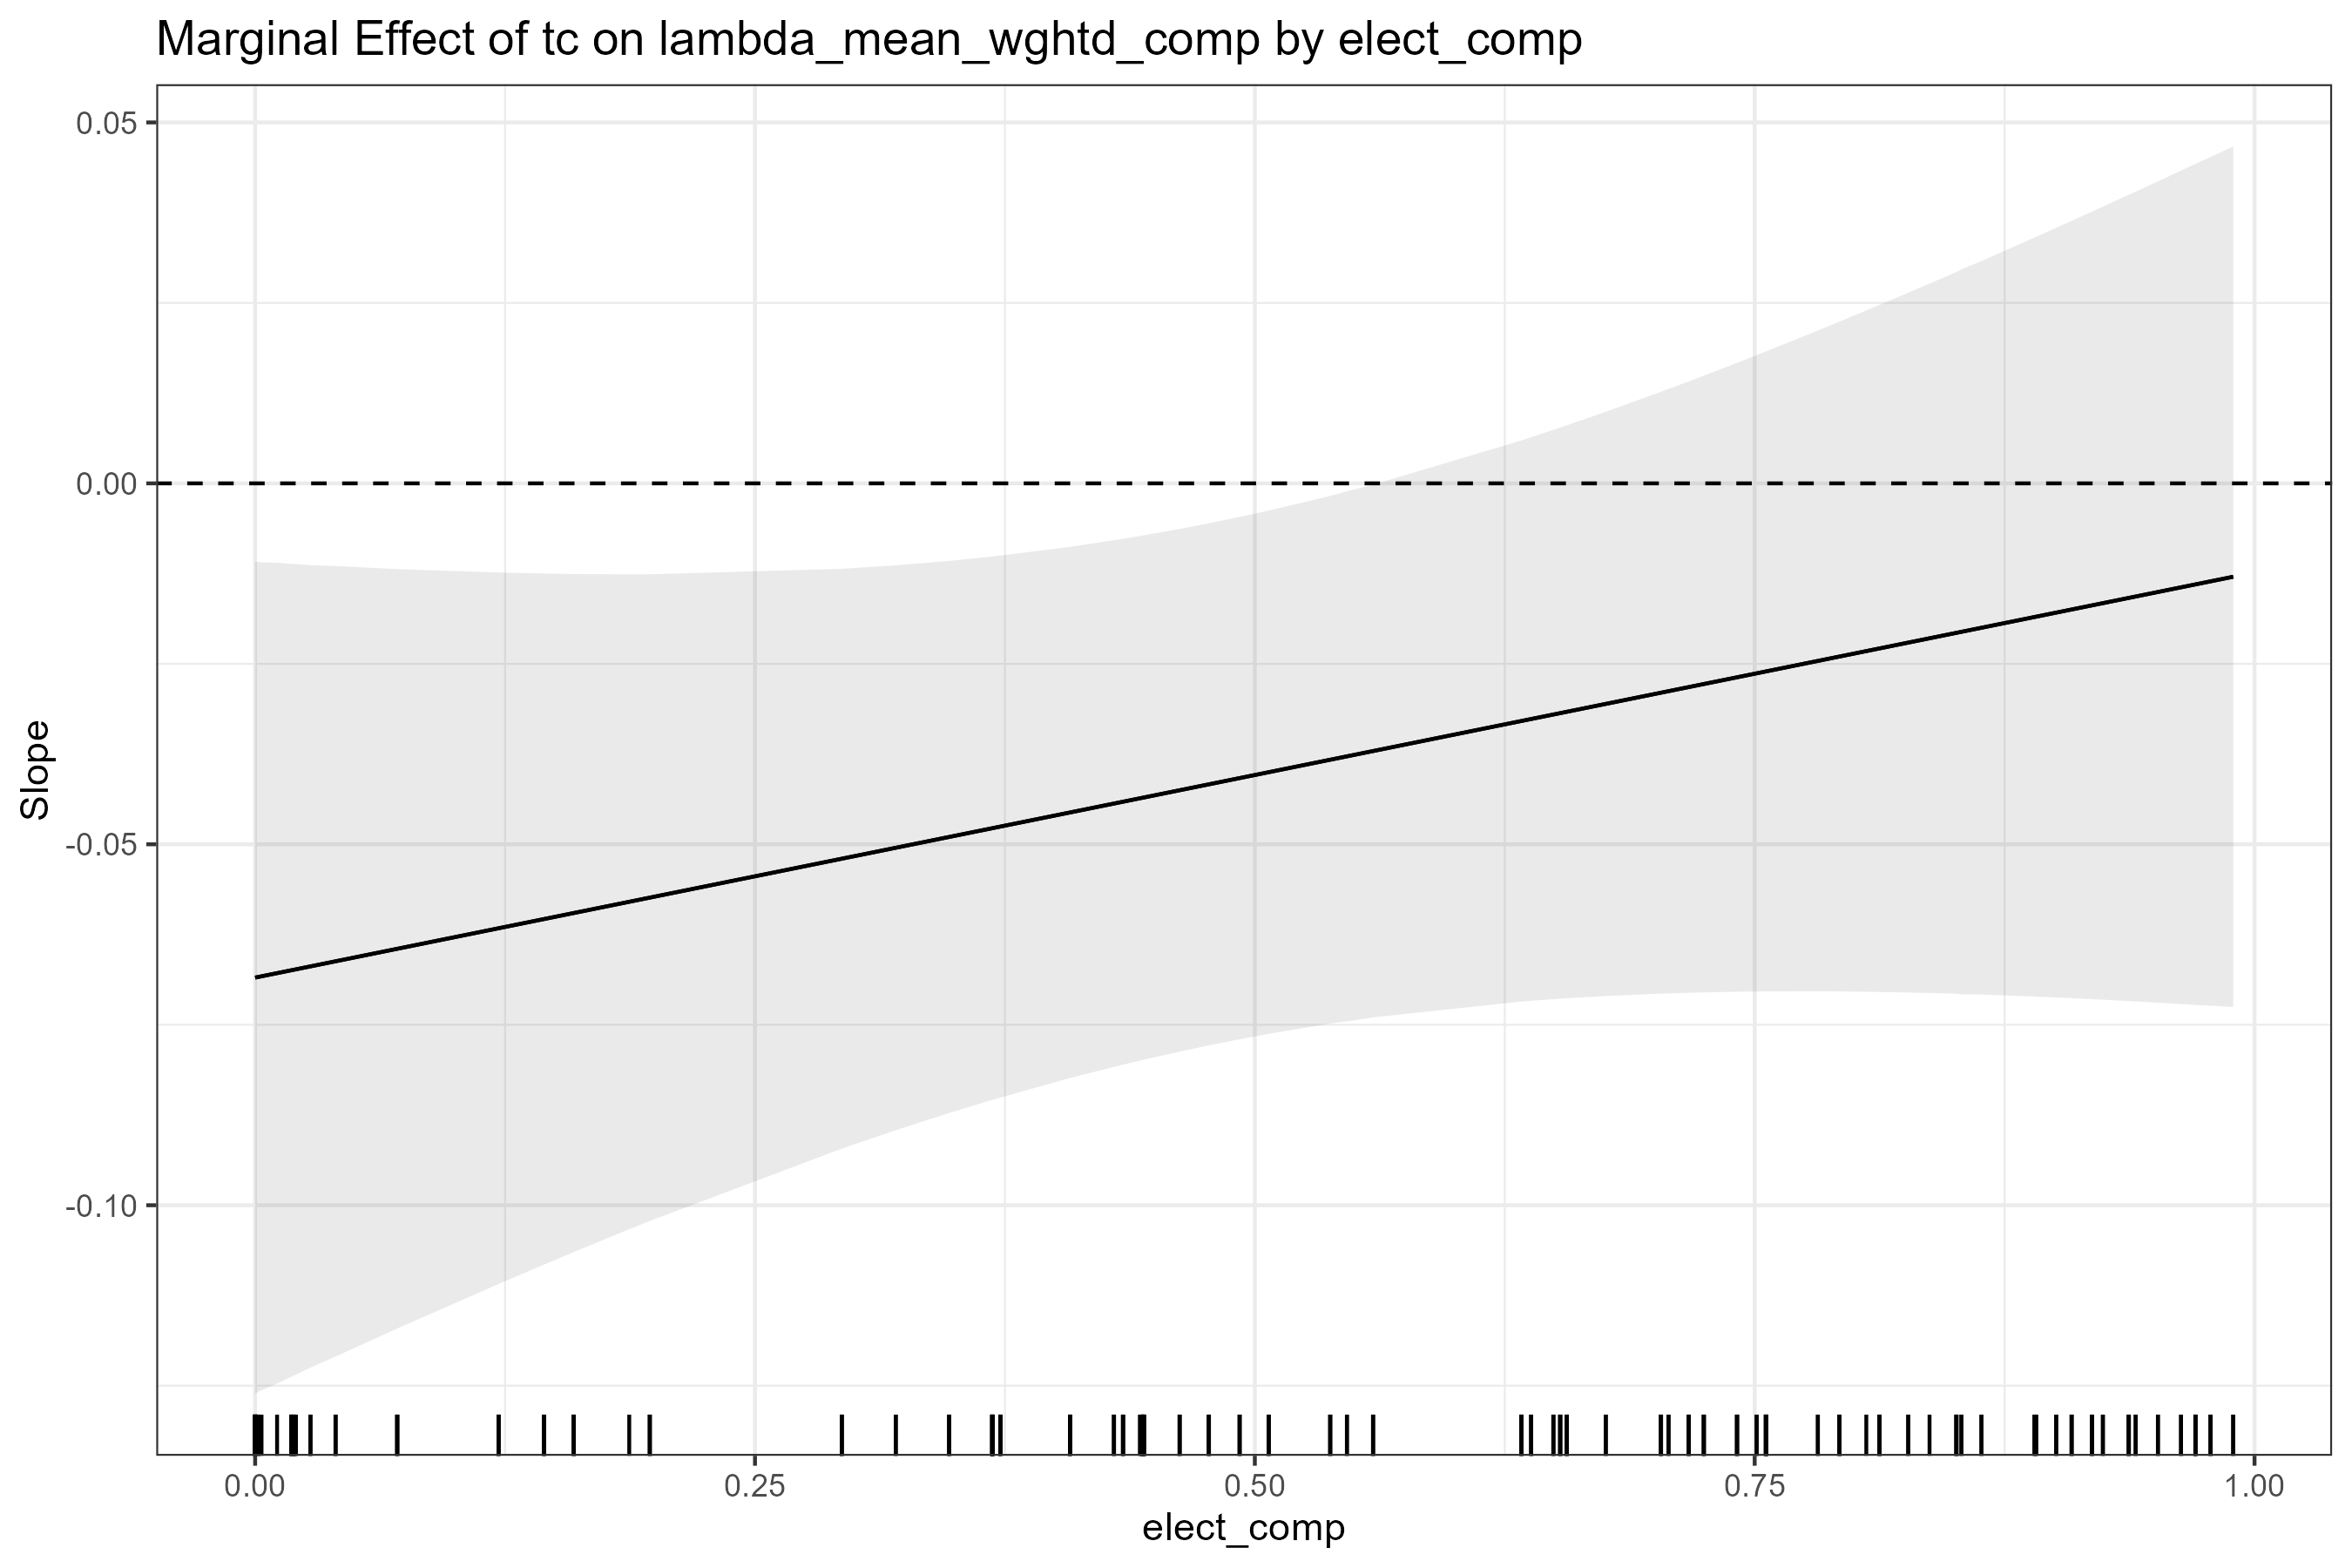 Marginal Effect of tc on lambda_mean_wghtd_comp by elect_comp
0.05
0.00
-0.05
-0.10
Slope
0.00 0.25 0.50 0.75 1.00
elect_comp